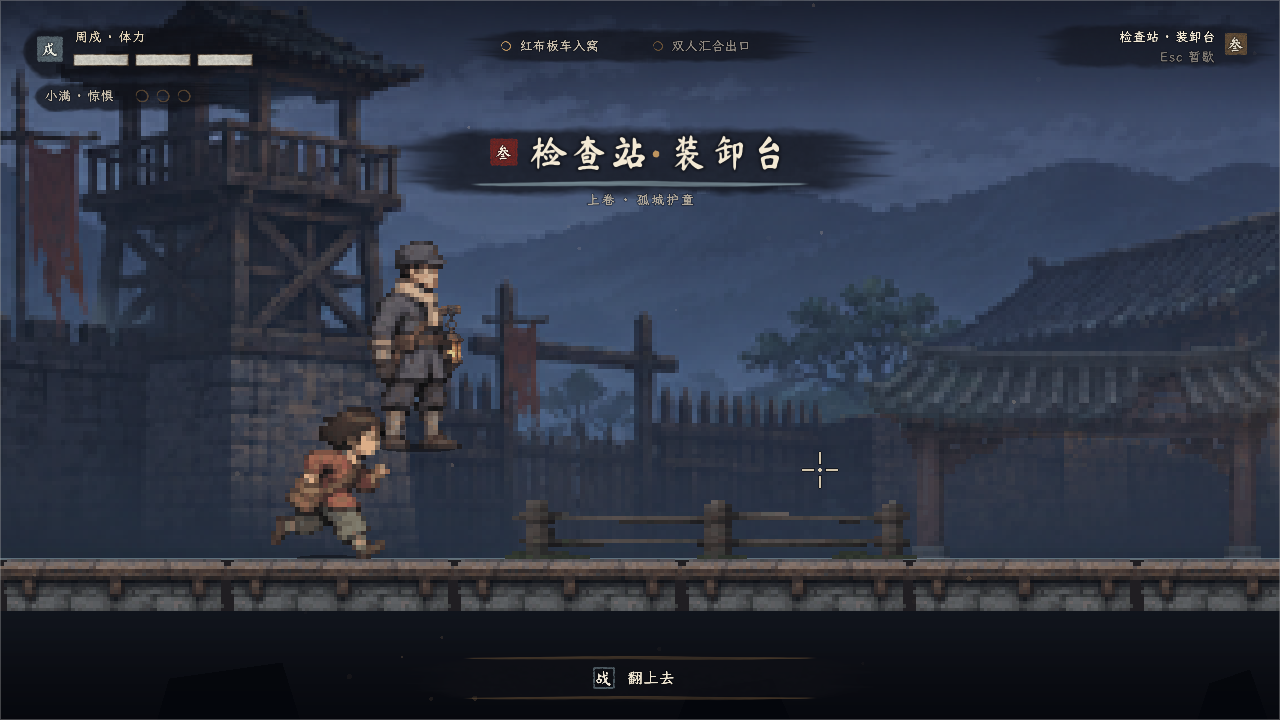 戍 周戍·体力
小满·惊惧
红布板车入窝 双人汇合出口
检查站·装卸台 叁
Esc 暂歇
叁 检查站·装卸台
上卷·孤城护童
战 翻上去